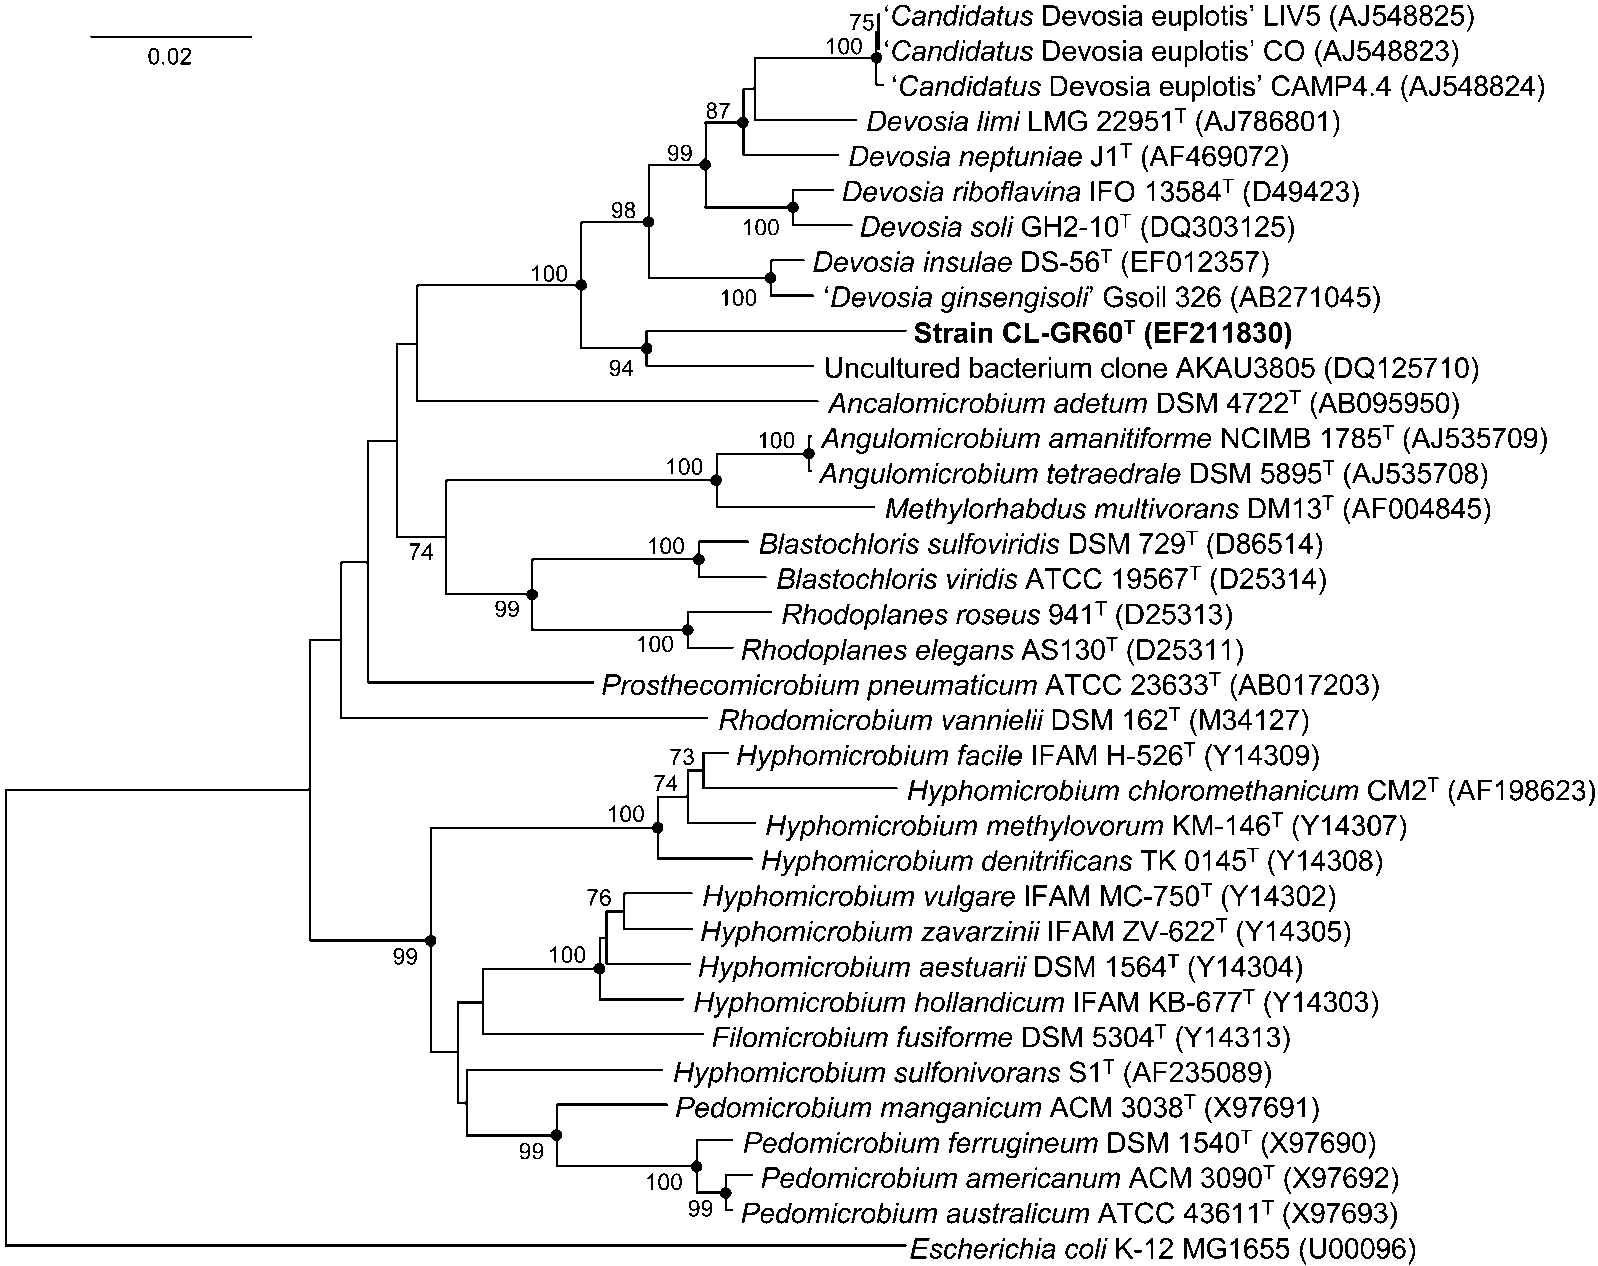 75 ‘Candidatus Devosia euplotis’ LIV5 (AJ548825)
0.02
100 ‘Candidatus Devosia euplotis’ CO (AJ548823)
‘Candidatus Devosia euplotis’ CAMP4.4 (AJ548824)
87 Devosia limi LMG 22951ᵀ (AJ786801)
99 Devosia neptuniae J1ᵀ (AF469072)
Devosia riboflavina IFO 13584ᵀ (D49423)
98
100 Devosia soli GH2-10ᵀ (DQ303125)
100 Devosia insulae DS-56ᵀ (EF012357)
100 ‘Devosia ginsengisoli’ Gsoil 326 (AB271045)
Strain CL-GR60ᵀ (EF211830)
94 Uncultured bacterium clone AKAU3805 (DQ125710)
Ancalomicrobium adetum DSM 4722ᵀ (AB095950)
100 Angulomicrobium amanitiforme NCIMB 1785ᵀ (AJ535709)
100 Angulomicrobium tetraedrale DSM 5895ᵀ (AJ535708)
Methylorhabdus multivorans DM13ᵀ (AF004845)
74
100 Blastochloris sulfoviridis DSM 729ᵀ (D86514)
Blastochloris viridis ATCC 19567ᵀ (D25314)
99 Rhodoplanes roseus 941ᵀ (D25313)
100 Rhodoplanes elegans AS130ᵀ (D25311)
Prosthecomicrobium pneumaticum ATCC 23633ᵀ (AB017203)
Rhodomicrobium vannielii DSM 162ᵀ (M34127)
73 Hyphomicrobium facile IFAM H-526ᵀ (Y14309)
74 Hyphomicrobium chloromethanicum CM2ᵀ (AF198623)
100 Hyphomicrobium methylovorum KM-146ᵀ (Y14307)
Hyphomicrobium denitrificans TK 0145ᵀ (Y14308)
76 Hyphomicrobium vulgare IFAM MC-750ᵀ (Y14302)
Hyphomicrobium zavarzinii IFAM ZV-622ᵀ (Y14305)
99
100 Hyphomicrobium aestuarii DSM 1564ᵀ (Y14304)
Hyphomicrobium hollandicum IFAM KB-677ᵀ (Y14303)
Filomicrobium fusiforme DSM 5304ᵀ (Y14313)
Hyphomicrobium sulfonivorans S1ᵀ (AF235089)
Pedomicrobium manganicum ACM 3038ᵀ (X97691)
99 Pedomicrobium ferrugineum DSM 1540ᵀ (X97690)
100 Pedomicrobium americanum ACM 3090ᵀ (X97692)
99 Pedomicrobium australicum ATCC 43611ᵀ (X97693)
Escherichia coli K-12 MG1655 (U00096)